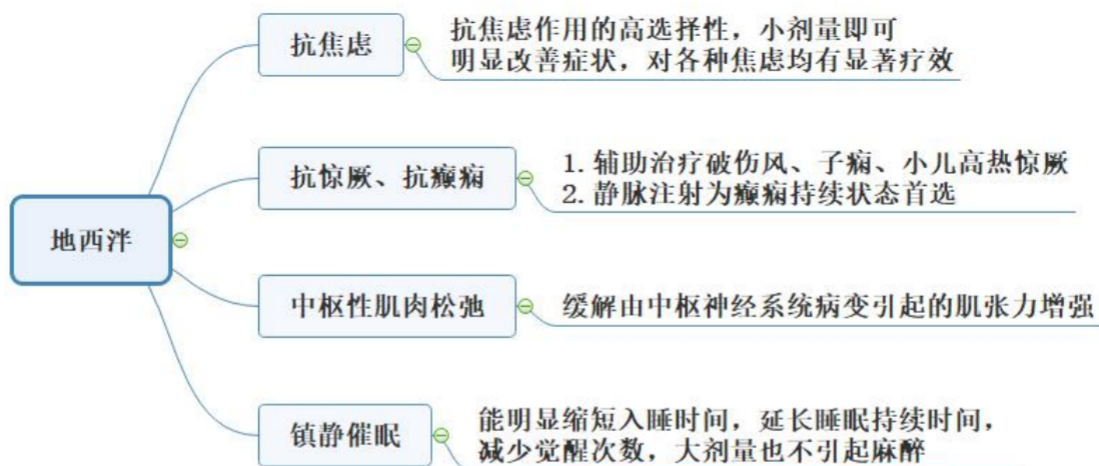 地西泮
抗焦虑
抗焦虑作用的高选择性，小剂量即可
明显改善症状，对各种焦虑均有显著疗效
抗惊厥、抗癫痫
1. 辅助治疗破伤风、子痫、小儿高热惊厥
2. 静脉注射为癫痫持续状态首选
中枢性肌肉松弛
缓解由中枢神经系统病变引起的肌张力增强
镇静催眠
能明显缩短入睡时间，延长睡眠持续时间，
减少觉醒次数，大剂量也不引起麻醉